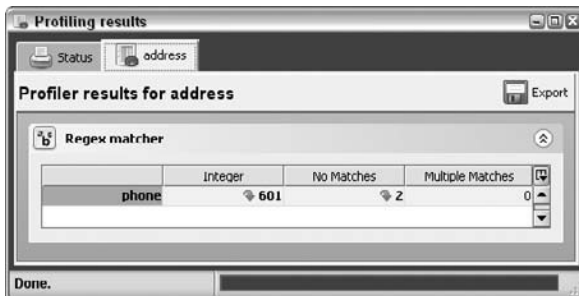 Profiling results
Status address
Profiler results for address Export
Regex matcher
Integer No Matches Multiple Matches
phone 601 2 0
Done.